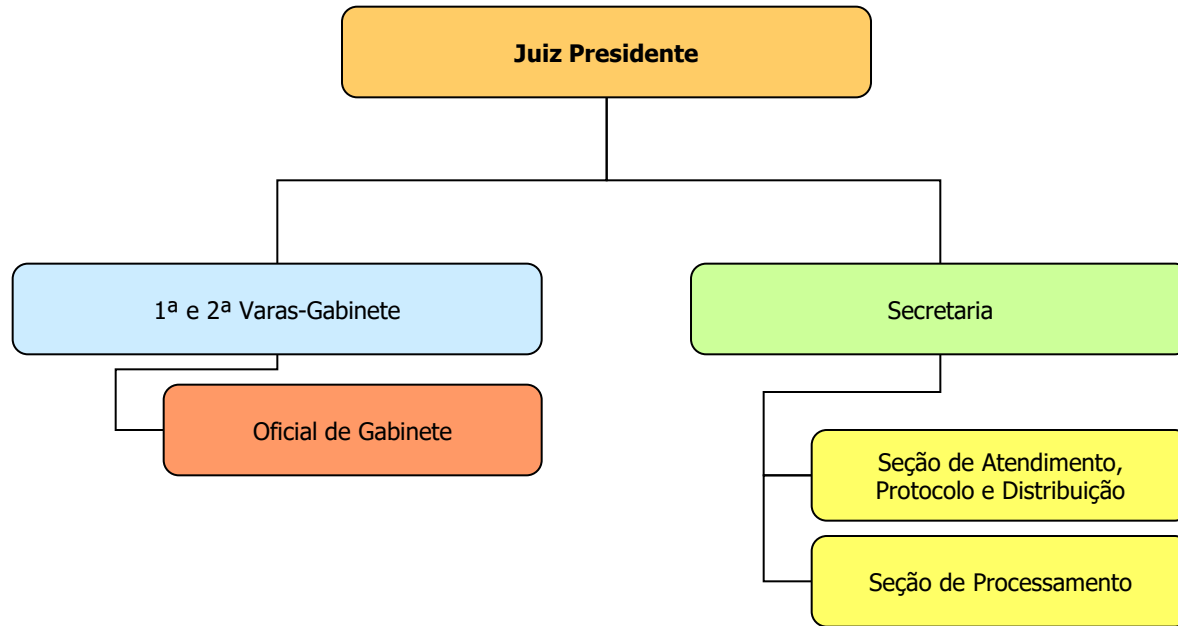 Juiz Presidente
1ª e 2ª Varas-Gabinete
Secretaria
Oficial de Gabinete
Seção de Atendimento,
Protocolo e Distribuição
Seção de Processamento